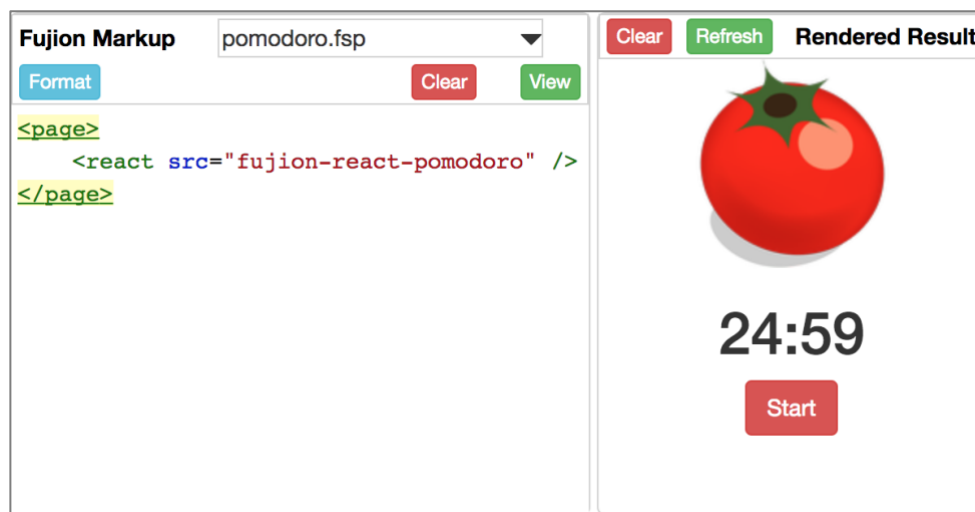 Fujion Markup pomodoro.fsp
Format Clear View
<page>
    <react src="fujion-react-pomodoro" />
</page>
Clear Refresh Rendered Result
24:59
Start